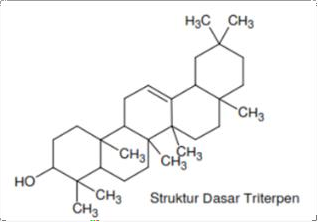 H₃C CH₃
CH₃
CH₃ CH₃ CH₃
HO
CH₃ CH₃
Struktur Dasar Triterpen